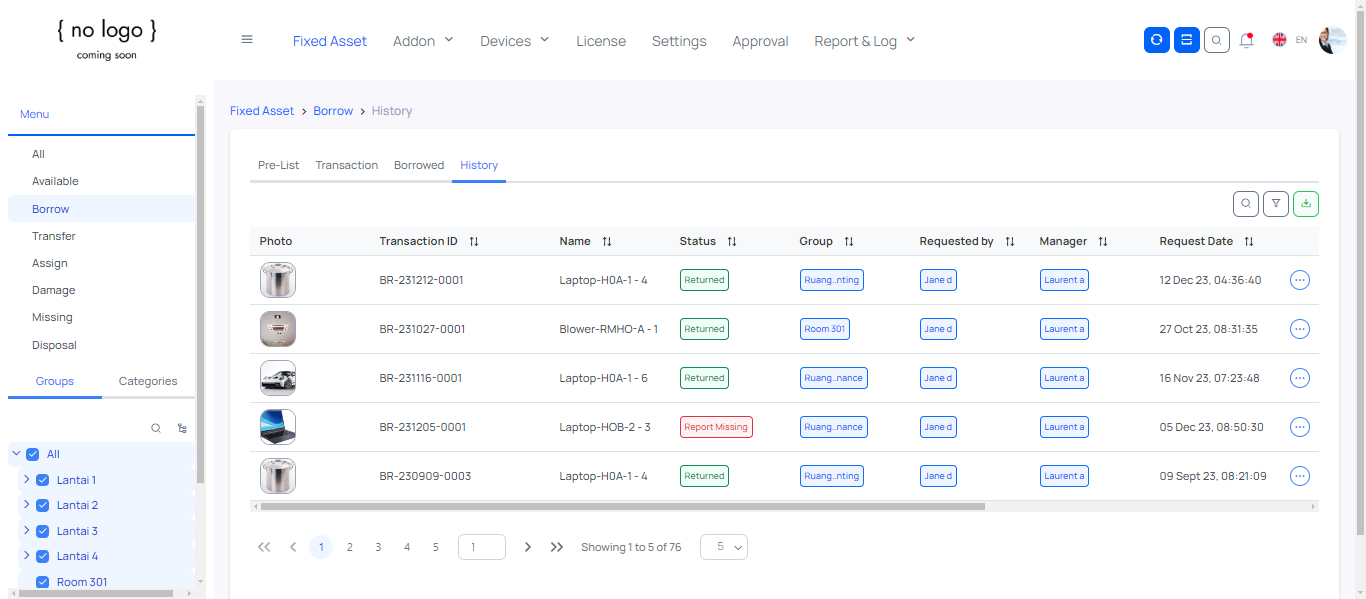 { no logo }
coming soon
Fixed Asset Addon Devices License Settings Approval Report & Log EN
Menu
All
Available
Borrow
Transfer
Assign
Damage
Missing
Disposal
Groups Categories
All
Lantai 1
Lantai 2
Lantai 3
Lantai 4
Room 301
Fixed Asset > Borrow > History
Pre-List Transaction Borrowed History
Photo Transaction ID Name Status Group Requested by Manager Request Date
BR-231212-0001 Laptop-H0A-1 - 4 Returned Ruang..nting Jane d Laurent a 12 Dec 23, 04:36:40
BR-231027-0001 Blower-RMHO-A - 1 Returned Room 301 Jane d Laurent a 27 Oct 23, 08:31:35
BR-231116-0001 Laptop-H0A-1 - 6 Returned Ruang..nance Jane d Laurent a 16 Nov 23, 07:23:48
BR-231205-0001 Laptop-HOB-2 - 3 Report Missing Ruang..nance Jane d Laurent a 05 Dec 23, 08:50:30
BR-230909-0003 Laptop-H0A-1 - 4 Returned Ruang..nting Jane d Laurent a 09 Sept 23, 08:21:09
1 2 3 4 5 1 Showing 1 to 5 of 76 5